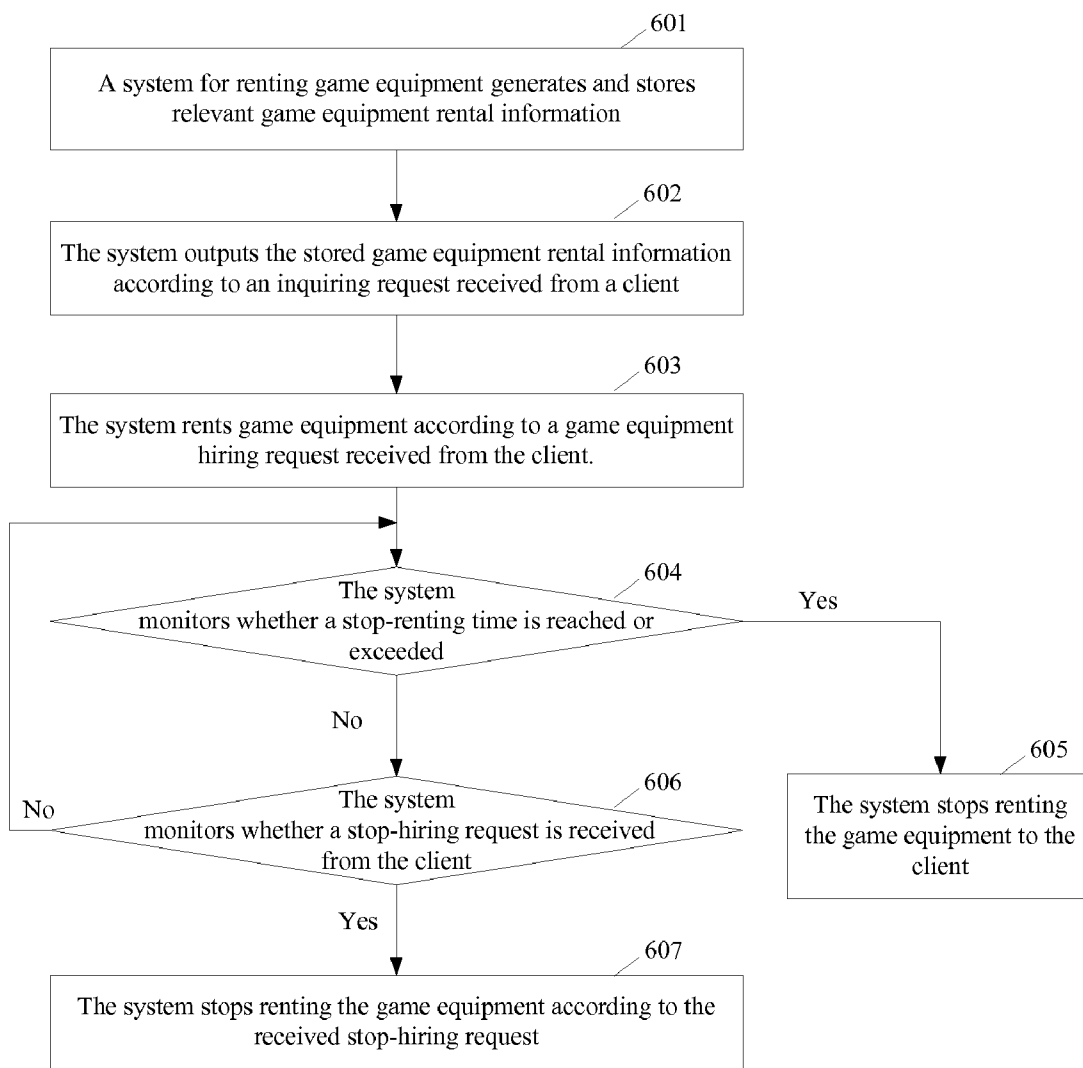 601
A system for renting game equipment generates and stores
relevant game equipment rental information
602
The system outputs the stored game equipment rental information
according to an inquiring request received from a client
603
The system rents game equipment according to a game equipment
hiring request received from the client.
604
The system
monitors whether a stop-renting time is reached or
exceeded
Yes
No
605
The system stops renting
the game equipment to the
client
606
The system
monitors whether a stop-hiring request is received
from the client
No
Yes
607
The system stops renting the game equipment according to the
received stop-hiring request